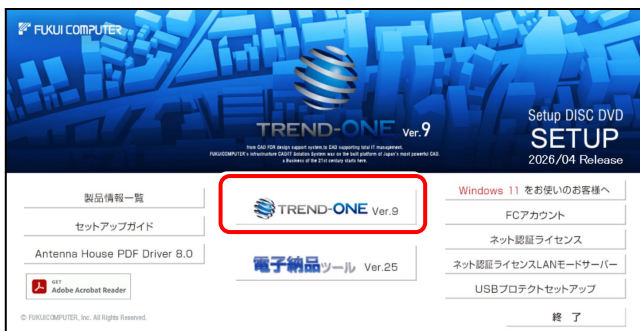 FUKUI COMPUTER
TREND-ONE Ver.9
from CAD FOR design support system, to CAD supporting total IT management.
FUKUICOMPUTER's infrastructure CAD/IT Solution System was on the built platform of Japan's most powerful CAD.
a Business of the 21st century starts here.
Setup DISC DVD
SETUP
2026/04 Release
製品情報一覧
セットアップガイド
Antenna House PDF Driver 8.0
GET
Adobe Acrobat Reader
TREND-ONE Ver.9
電子納品ツール Ver.25
Windows 11 をお使いのお客様へ
FCアカウント
ネット認証ライセンス
ネット認証ライセンスLANモードサーバー
USBプロテクトセットアップ
終 了
© FUKUICOMPUTER, Inc. All Rights Reserved.